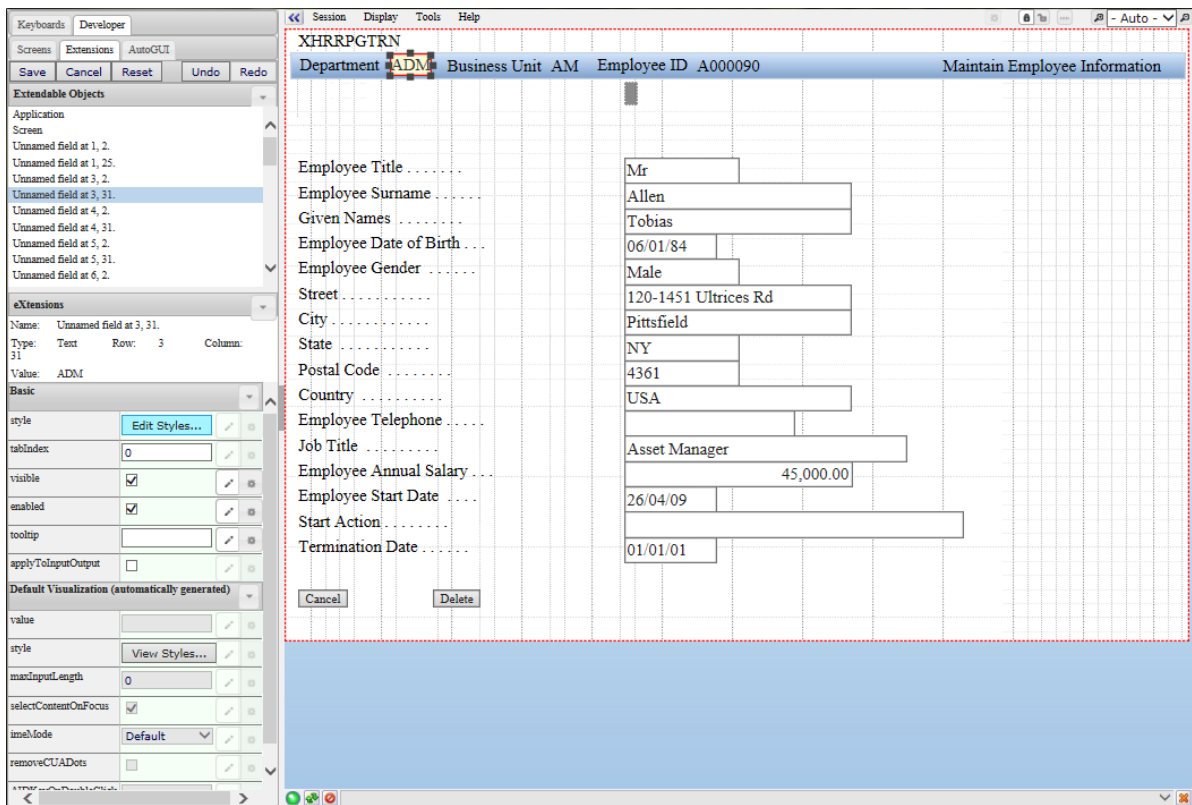 Keyboards Developer
Screens Extensions AutoGUI
Save Cancel Reset Undo Redo
Extendable Objects
Application
Screen
Unnamed field at 1, 2.
Unnamed field at 1, 25.
Unnamed field at 3, 2.
Unnamed field at 3, 31.
Unnamed field at 4, 2.
Unnamed field at 4, 31.
Unnamed field at 5, 2.
Unnamed field at 5, 31.
Unnamed field at 6, 2.
eXtensions
Name: Unnamed field at 3, 31.
Type: Text Row: 3 Column:
31
Value: ADM
Basic
style Edit Styles...
tabIndex 0
visible
enabled
tooltip
applyToInputOutput
Default Visualization (automatically generated)
value
style View Styles...
maxInputLength 0
selectContentOnFocus
imeMode Default
removeCUADots
Session Display Tools Help
- Auto -
XHRRPGTRN
Department ADM Business Unit AM Employee ID A000090 Maintain Employee Information
Employee Title . . . . . . . Mr
Employee Surname . . . . . . Allen
Given Names . . . . . . . . Tobias
Employee Date of Birth . . . 06/01/84
Employee Gender . . . . . . Male
Street . . . . . . . . . . . 120-1451 Ultrices Rd
City . . . . . . . . . . . . Pittsfield
State . . . . . . . . . . . NY
Postal Code . . . . . . . . 4361
Country . . . . . . . . . . USA
Employee Telephone . . . . .
Job Title . . . . . . . . . Asset Manager
Employee Annual Salary . . . 45,000.00
Employee Start Date . . . . 26/04/09
Start Action . . . . . . . .
Termination Date . . . . . . 01/01/01
Cancel Delete